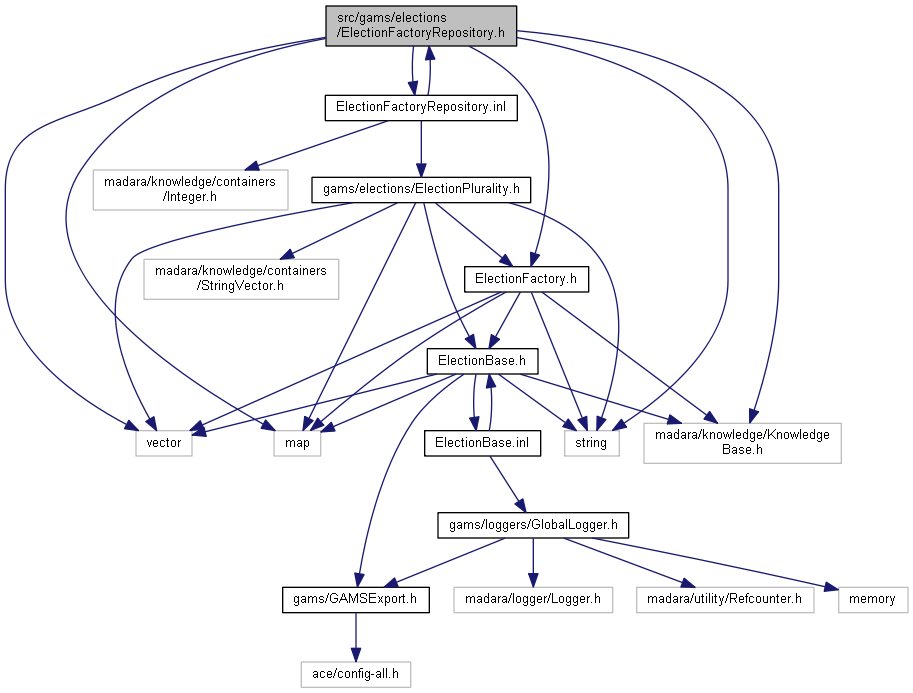 src/gams/elections
/ElectionFactoryRepository.h
ElectionFactoryRepository.inl
madara/knowledge/containers
/Integer.h
gams/elections/ElectionPlurality.h
madara/knowledge/containers
/StringVector.h
ElectionFactory.h
ElectionBase.h
vector
map
ElectionBase.inl
string
madara/knowledge/Knowledge
Base.h
gams/loggers/GlobalLogger.h
gams/GAMSExport.h
madara/logger/Logger.h
madara/utility/Refcounter.h
memory
ace/config-all.h